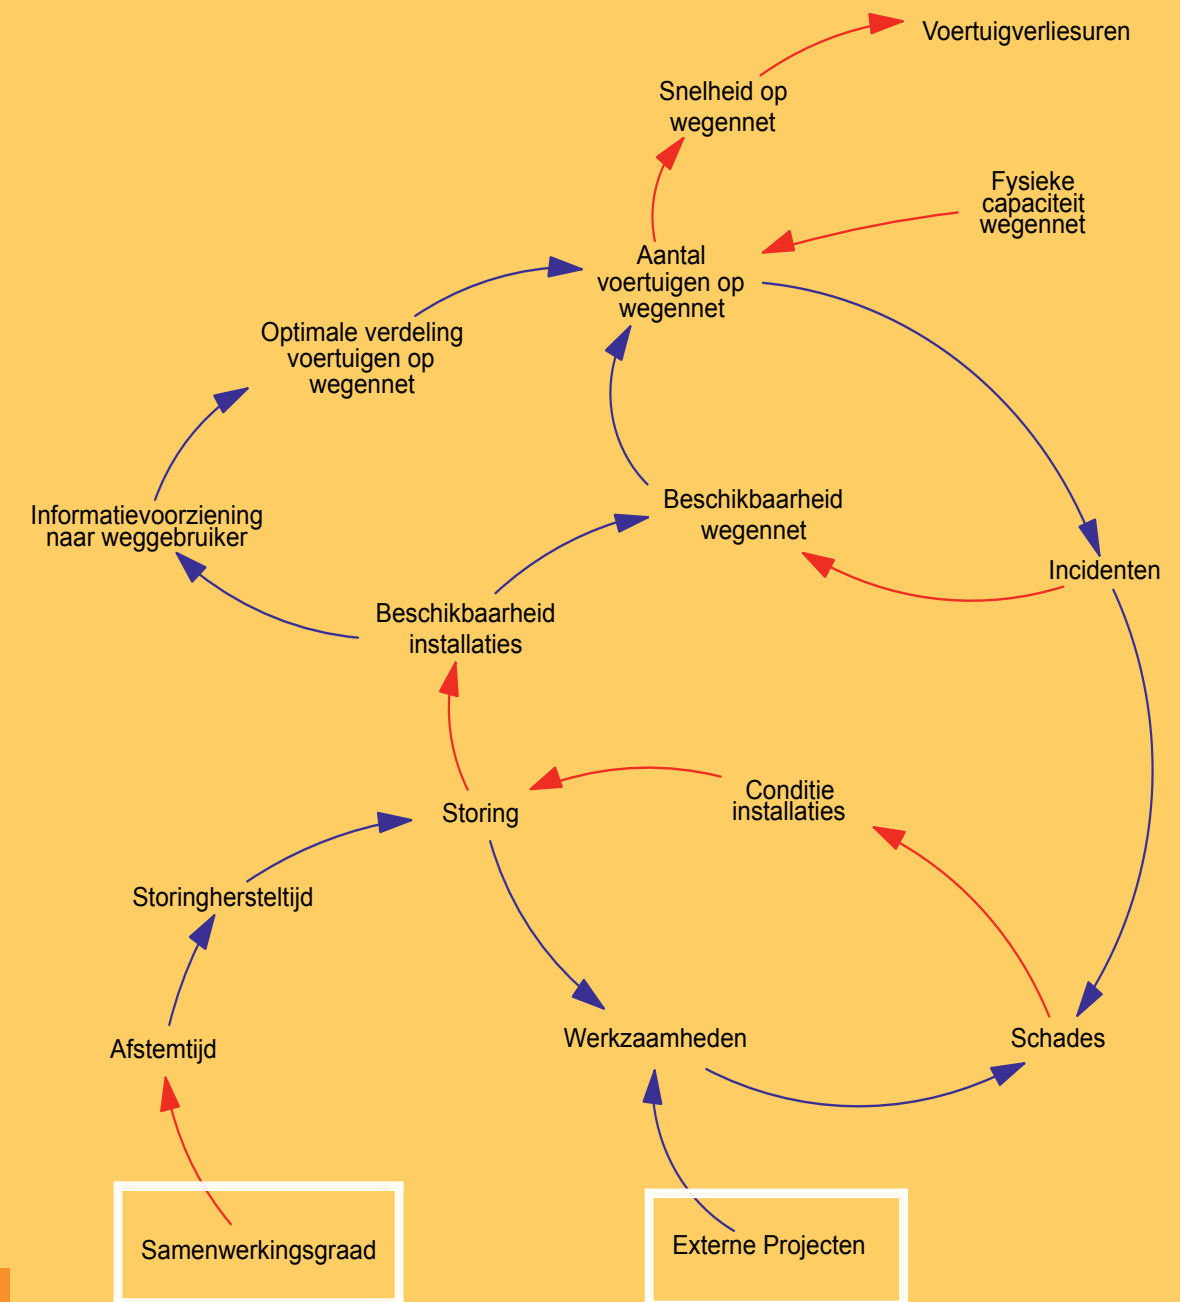 Voertuigverliesuren
Snelheid op
wegennet
Fysieke
capaciteit
wegennet
Aantal
voertuigen op
wegennet
Optimale verdeling
voertuigen op
wegennet
Beschikbaarheid
wegennet
Informatievoorziening
naar weggebruiker
Incidenten
Beschikbaarheid
installaties
Conditie
installaties
Storing
Storinghersteltijd
Werkzaamheden
Schades
Afstemtijd
Samenwerkingsgraad
Externe Projecten